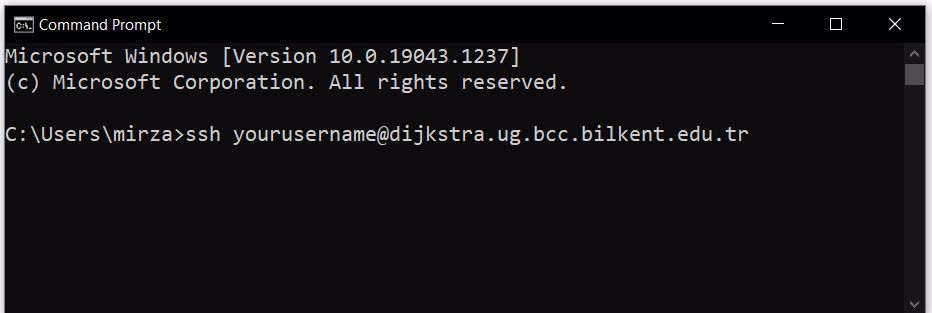 Command Prompt
Microsoft Windows [Version 10.0.19043.1237]
(c) Microsoft Corporation. All rights reserved.
C:\Users\mirza>ssh yourusername@dijkstra.ug.bcc.bilkent.edu.tr